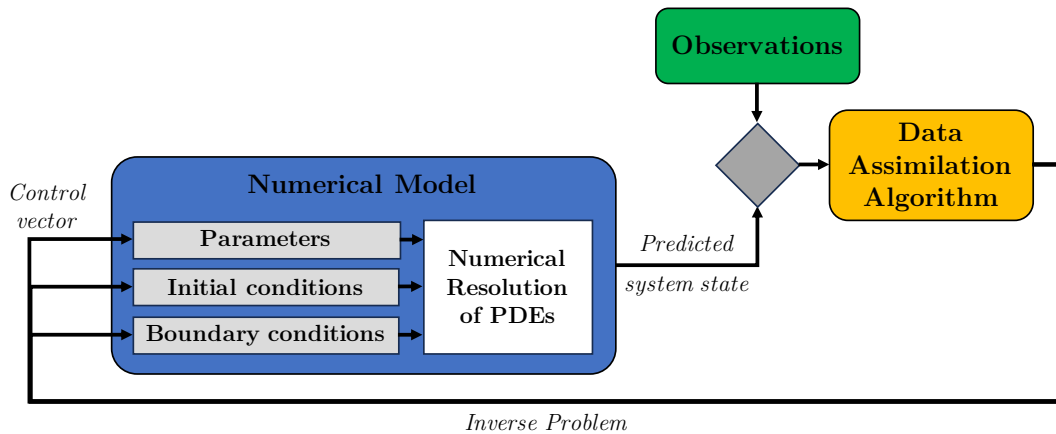 Observations
Data
Assimilation
Algorithm
Numerical Model
Control
vector
Parameters
Initial conditions
Boundary conditions
Numerical
Resolution
of PDEs
Predicted
system state
Inverse Problem